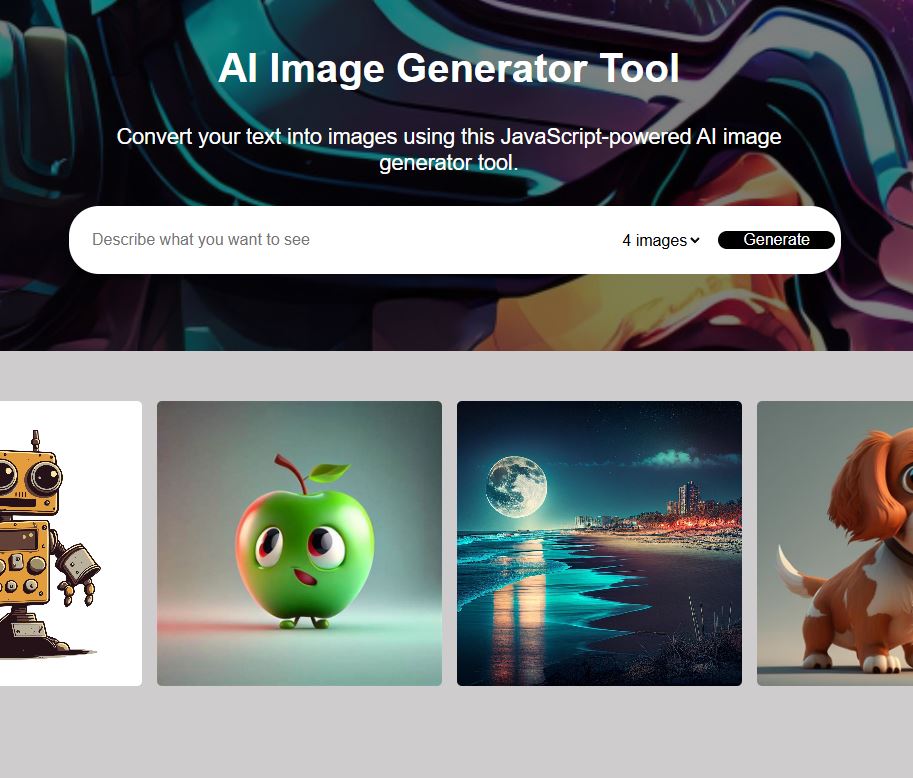 AI Image Generator Tool
Convert your text into images using this JavaScript-powered AI image
generator tool.
Describe what you want to see
4 images
Generate